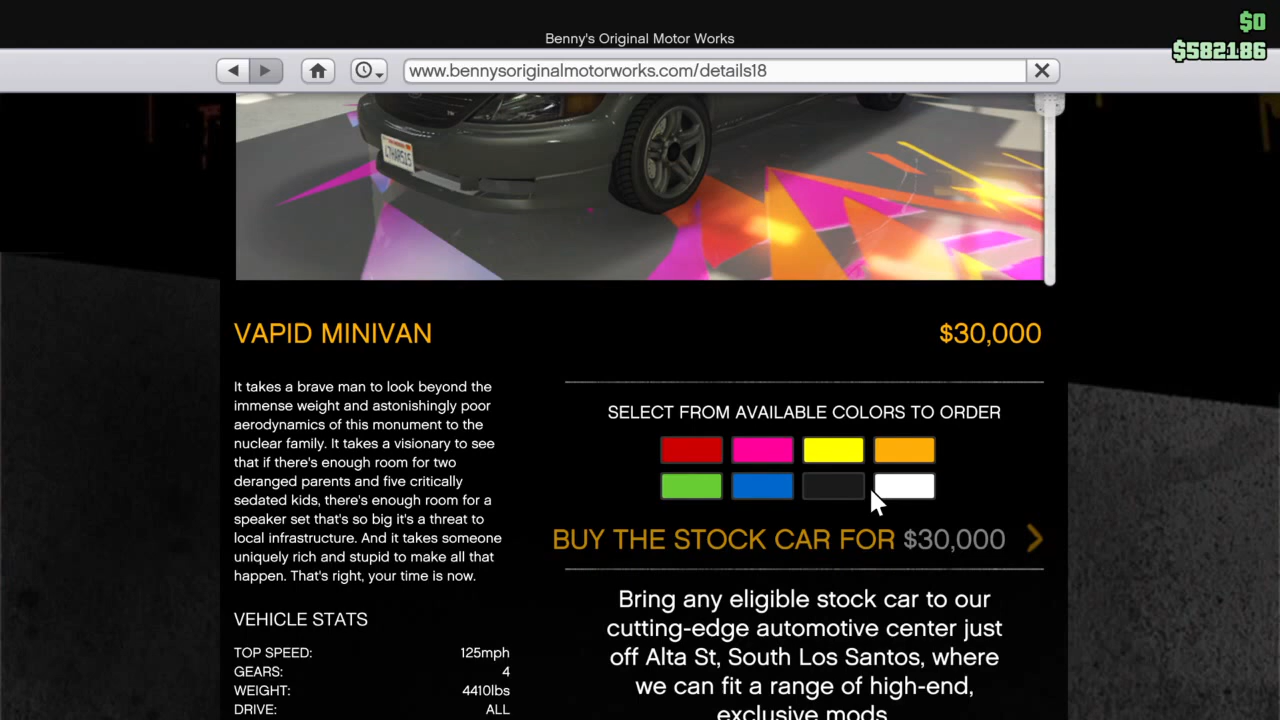 $0
Benny's Original Motor Works
$582186
www.bennysoriginalmotorworks.com/details18
VAPID MINIVAN
$30,000
It takes a brave man to look beyond the
immense weight and astonishingly poor
aerodynamics of this monument to the
nuclear family. It takes a visionary to see
that if there's enough room for two
deranged parents and five critically
sedated kids, there's enough room for a
speaker set that's so big it's a threat to
local infrastructure. And it takes someone
uniquely rich and stupid to make all that
happen. That's right, your time is now.
VEHICLE STATS
TOP SPEED: 125mph
GEARS: 4
WEIGHT: 4410lbs
DRIVE: ALL
SELECT FROM AVAILABLE COLORS TO ORDER
BUY THE STOCK CAR FOR $30,000
Bring any eligible stock car to our
cutting-edge automotive center just
off Alta St, South Los Santos, where
we can fit a range of high-end,
exclusive mods